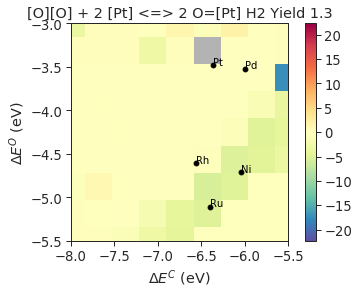 [O][O] + 2 [Pt] <=> 2 O=[Pt] H2 Yield 1.3
−3.0
−3.5
−4.0
−4.5
−5.0
−5.5
ΔE^O (eV)
Pt
Pd
Rh
Ni
Ru
−8.0 −7.5 −7.0 −6.5 −6.0 −5.5
ΔE^C (eV)
20
15
10
5
0
−5
−10
−15
−20